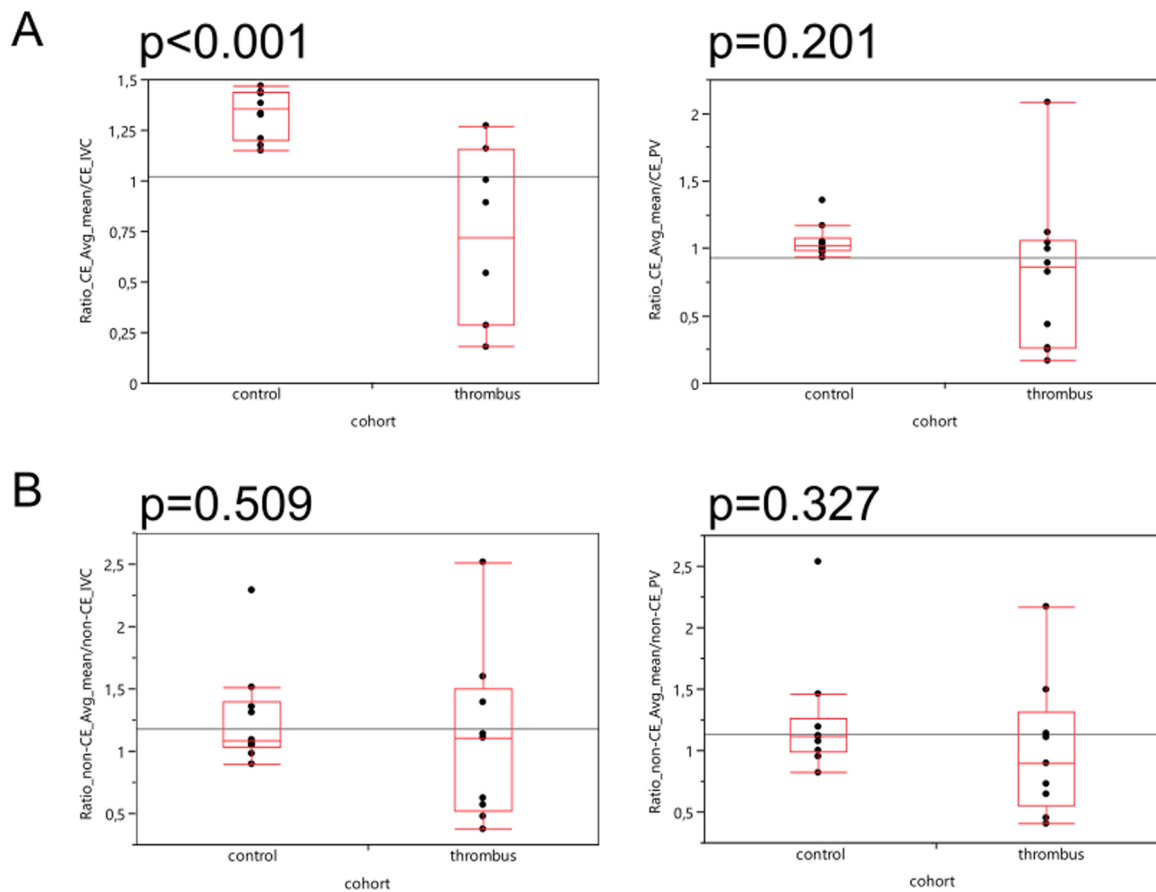 A
p<0.001
p=0.201
Ratio_CE_Avg_mean/CE_IVC
1,5
1,25
1
0,75
0,5
0,25
0
control
thrombus
cohort
Ratio_CE_Avg_mean/CE_PV
2
1,5
1
0,5
0
control
thrombus
cohort
B
p=0.509
p=0.327
Ratio_non-CE_Avg_mean/non-CE_IVC
2,5
2
1,5
1
0,5
control
thrombus
cohort
Ratio_non-CE_Avg_mean/non-CE_PV
2,5
2
1,5
1
0,5
control
thrombus
cohort